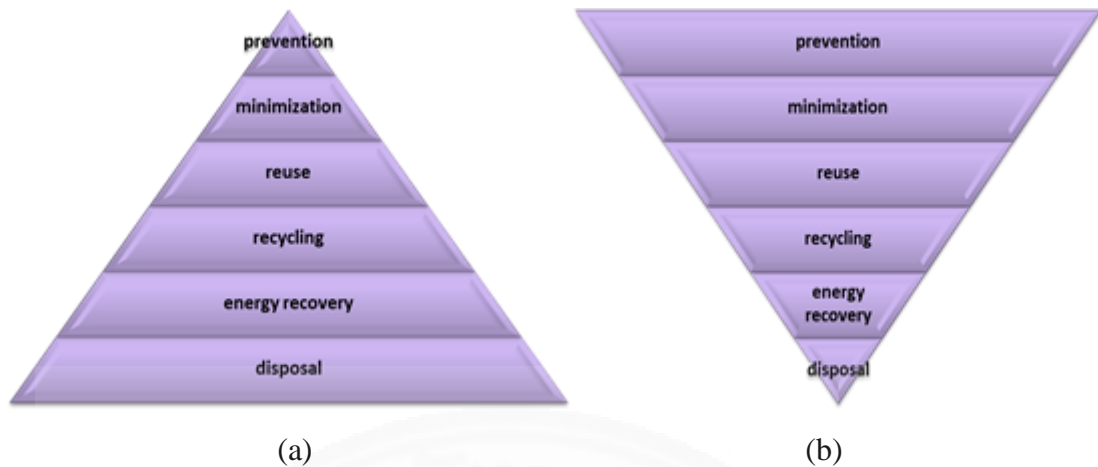 prevention
minimization
reuse
recycling
energy recovery
disposal
(a)
prevention
minimization
reuse
recycling
energy
recovery
disposal
(b)